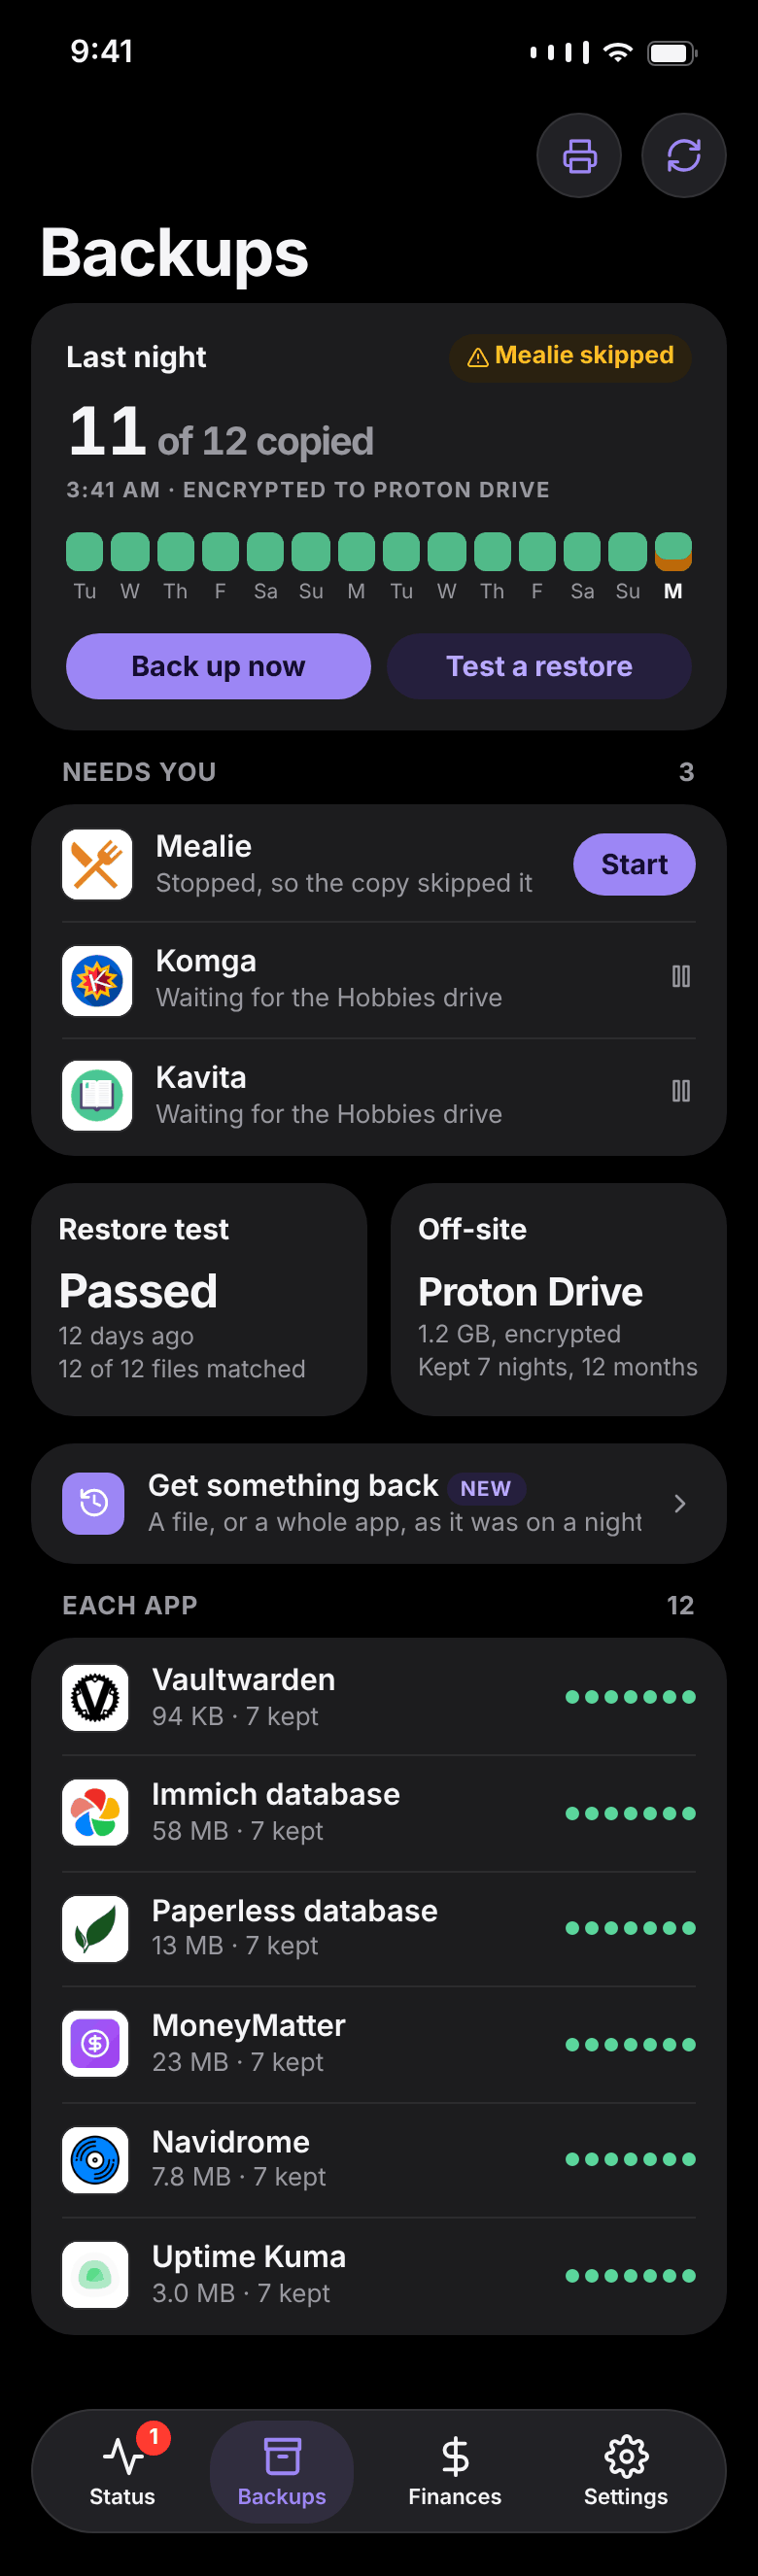 9:41
Backups
Last night
Mealie skipped
11 of 12 copied
3:41 AM · ENCRYPTED TO PROTON DRIVE
Tu W Th F Sa Su M Tu W Th F Sa Su M
Back up now
Test a restore
NEEDS YOU
3
Mealie
Stopped, so the copy skipped it
Start
Komga
Waiting for the Hobbies drive
Kavita
Waiting for the Hobbies drive
Restore test
Passed
12 days ago
12 of 12 files matched
Off-site
Proton Drive
1.2 GB, encrypted
Kept 7 nights, 12 months
Get something back NEW
A file, or a whole app, as it was on a night
EACH APP
12
Vaultwarden
94 KB · 7 kept
Immich database
58 MB · 7 kept
Paperless database
13 MB · 7 kept
MoneyMatter
23 MB · 7 kept
Navidrome
7.8 MB · 7 kept
Uptime Kuma
3.0 MB · 7 kept
1
Status
Backups
Finances
Settings